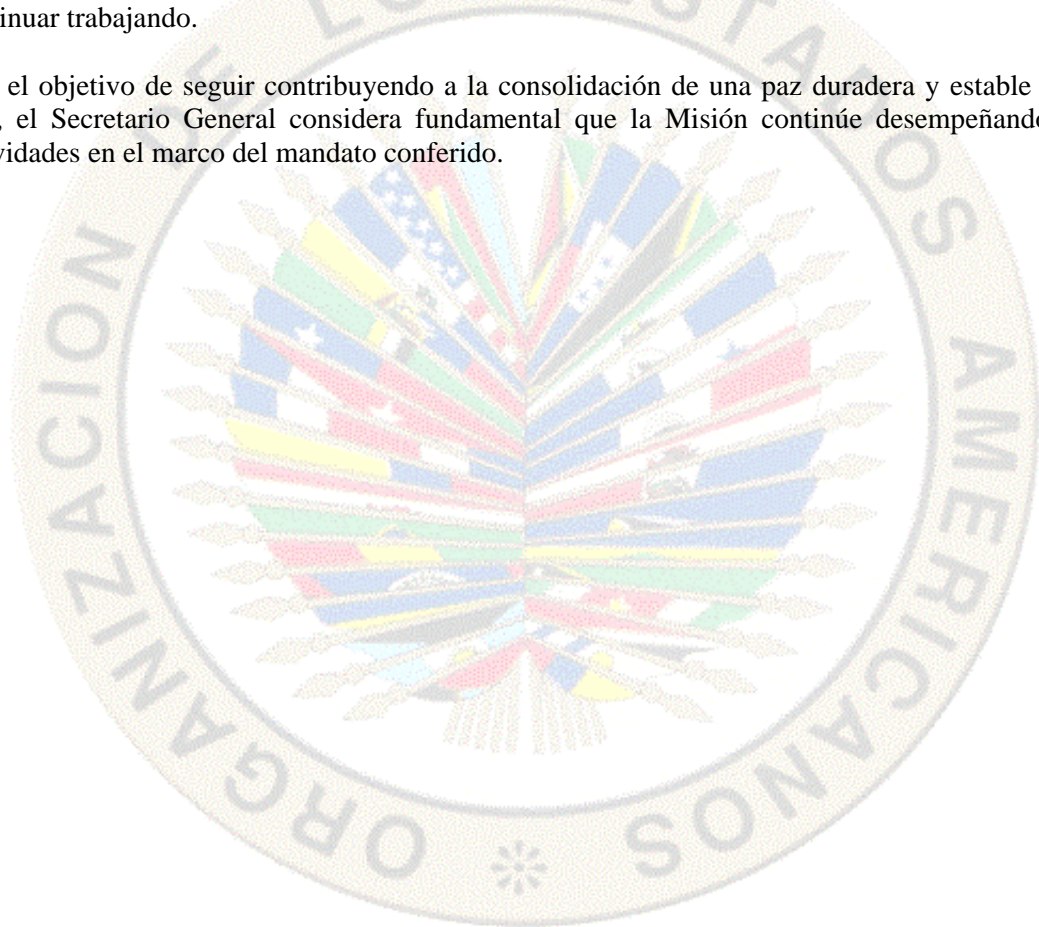 inuar trabajando.
el objetivo de seguir contribuyendo a la consolidación de una paz duradera y estable
, el Secretario General considera fundamental que la Misión continúe desempeñando
vidades en el marco del mandato conferido.
ORGANIZACION DE LOS ESTADOS AMERICANOS